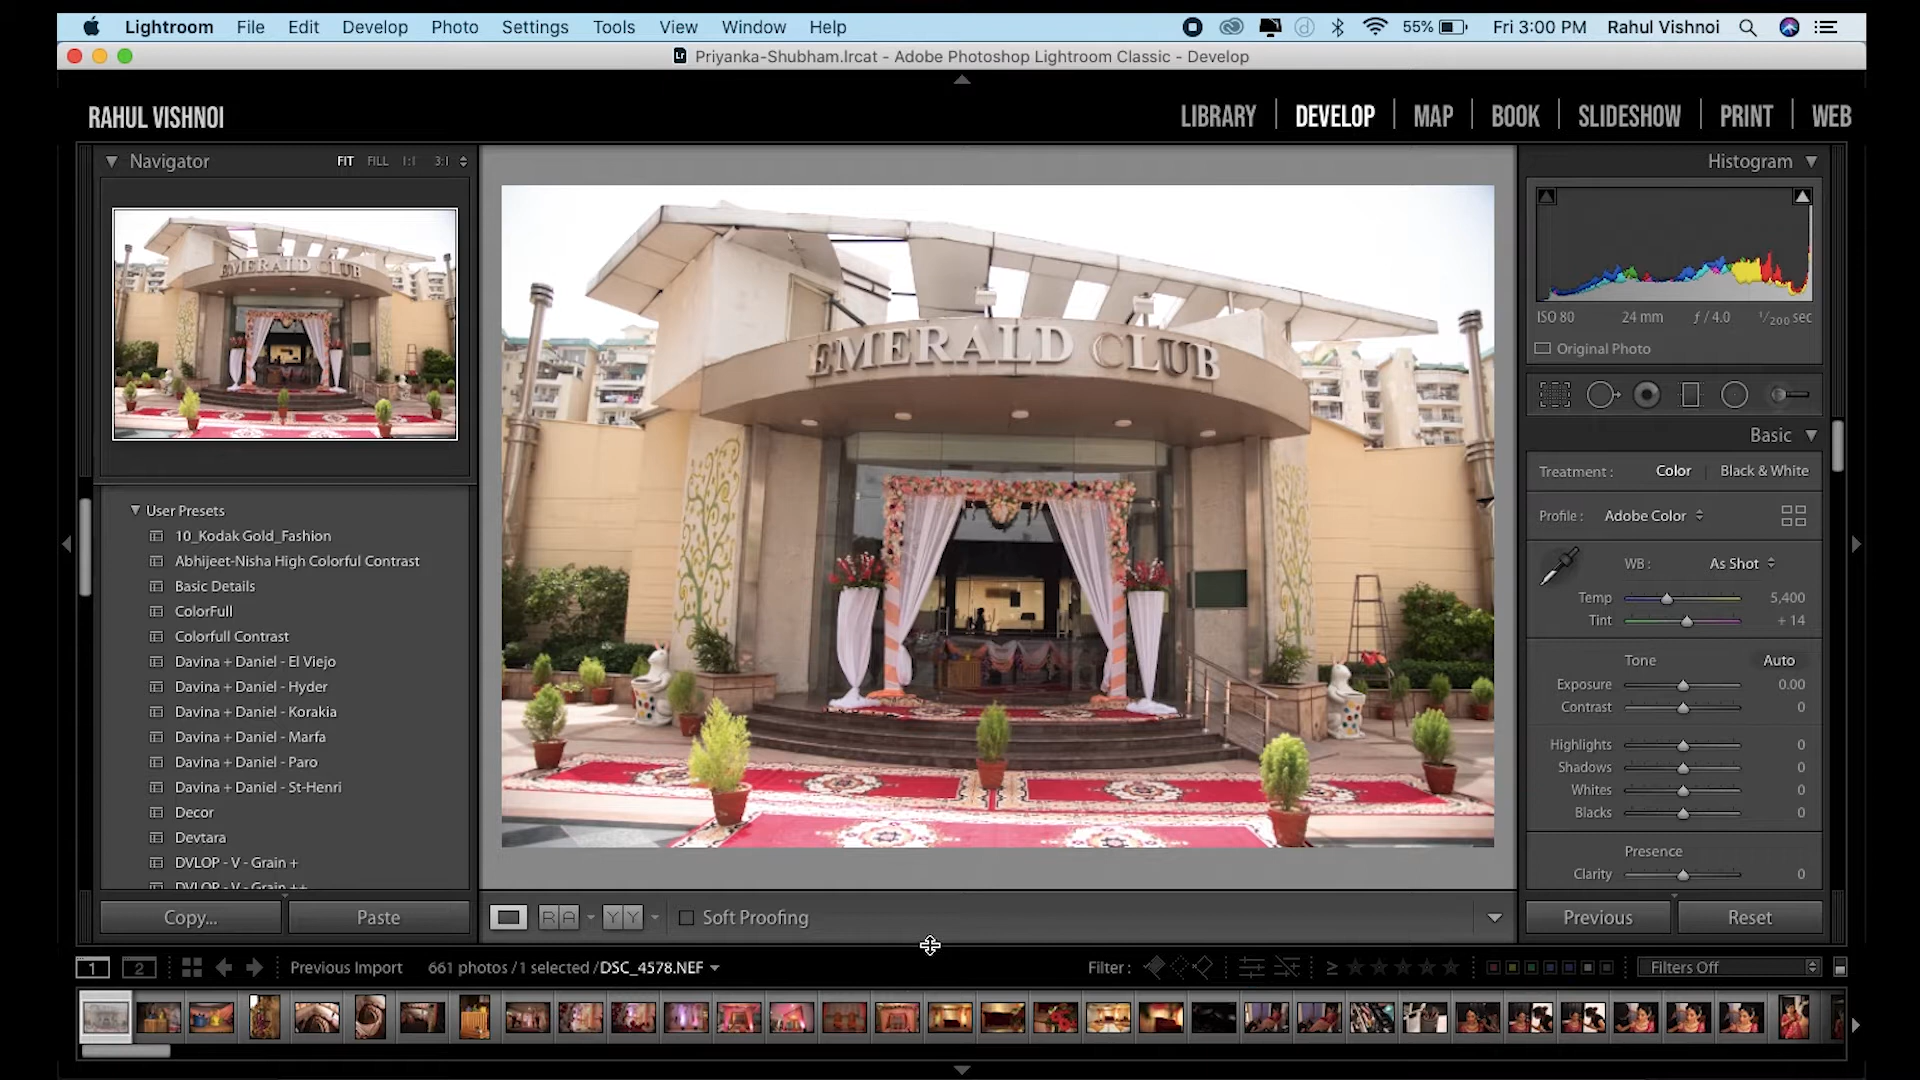 Lightroom File Edit Develop Photo Settings Tools View Window Help 55% Fri 3:00 PM Rahul Vishnoi
Priyanka-Shubham.lrcat - Adobe Photoshop Lightroom Classic - Develop
RAHUL VISHNOI LIBRARY DEVELOP MAP BOOK SLIDESHOW PRINT WEB
Navigator FIT FILL 1:1 3:1
Histogram
EMERALD CLUB
ISO 80 24 mm ƒ / 4.0 1/200 sec
Original Photo
EMERALD CLUB
Basic
Treatment : Color Black & White
Profile : Adobe Color
WB : As Shot
Temp 5,400
Tint + 14
Tone Auto
Exposure 0.00
Contrast 0
Highlights 0
Shadows 0
Whites 0
Blacks 0
Presence
Clarity 0
User Presets
10_Kodak Gold_Fashion
Abhijeet-Nisha High Colorful Contrast
Basic Details
ColorFull
Colorfull Contrast
Davina + Daniel - El Viejo
Davina + Daniel - Hyder
Davina + Daniel - Korakia
Davina + Daniel - Marfa
Davina + Daniel - Paro
Davina + Daniel - St-Henri
Decor
Devtara
DVLOP - V - Grain +
DVLOP - V - Grain ++
Copy... Paste R A Y Y Soft Proofing Previous Reset
1 2 Previous Import 661 photos / 1 selected / DSC_4578.NEF Filter : ≥ Filters Off